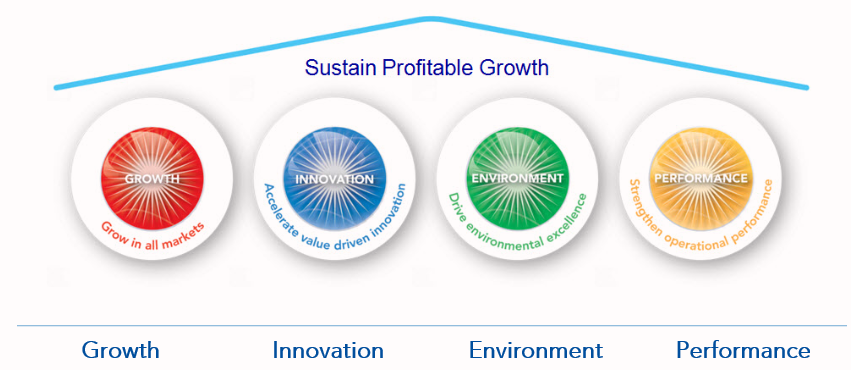 Sustain Profitable Growth
GROWTH
Grow in all markets
INNOVATION
Accelerate value driven innovation
ENVIRONMENT
Drive environmental excellence
PERFORMANCE
Strengthen operational performance
Growth
Innovation
Environment
Performance